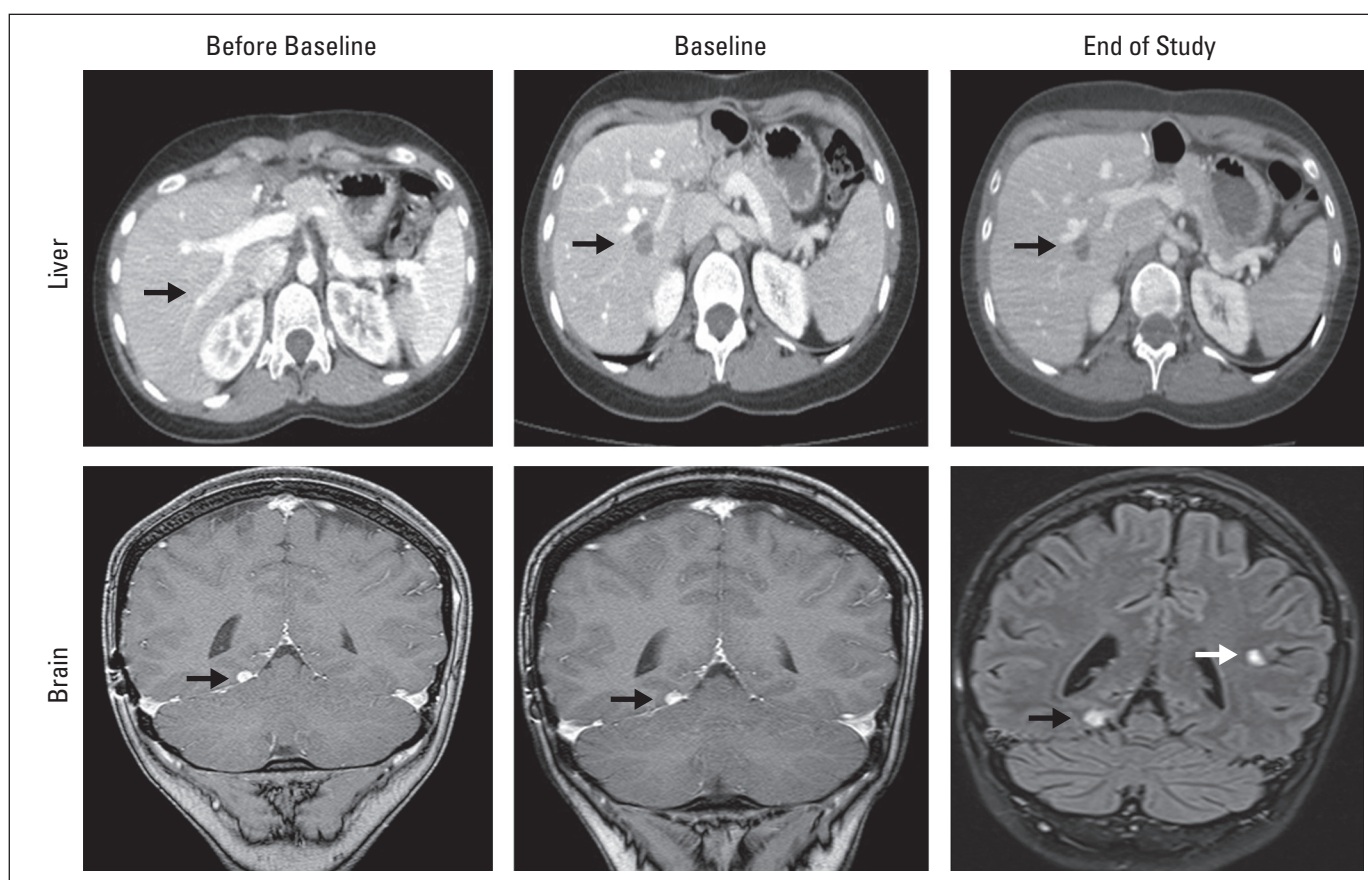 Before Baseline
Baseline
End of Study
Liver
Brain